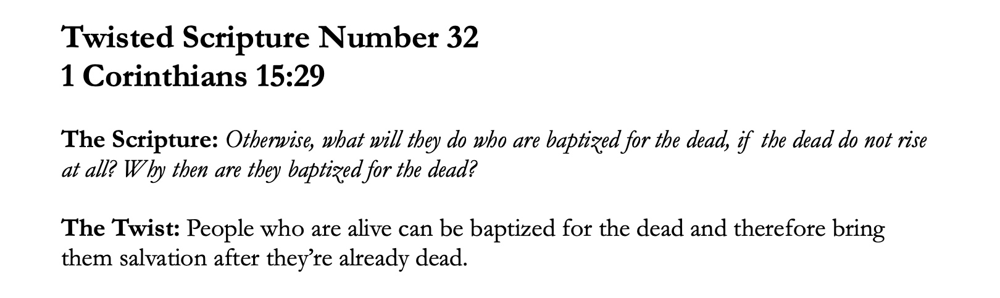 Twisted Scripture Number 32
1 Corinthians 15:29
The Scripture: Otherwise, what will they do who are baptized for the dead, if the dead do not rise
at all? Why then are they baptized for the dead?
The Twist: People who are alive can be baptized for the dead and therefore bring
them salvation after they’re already dead.